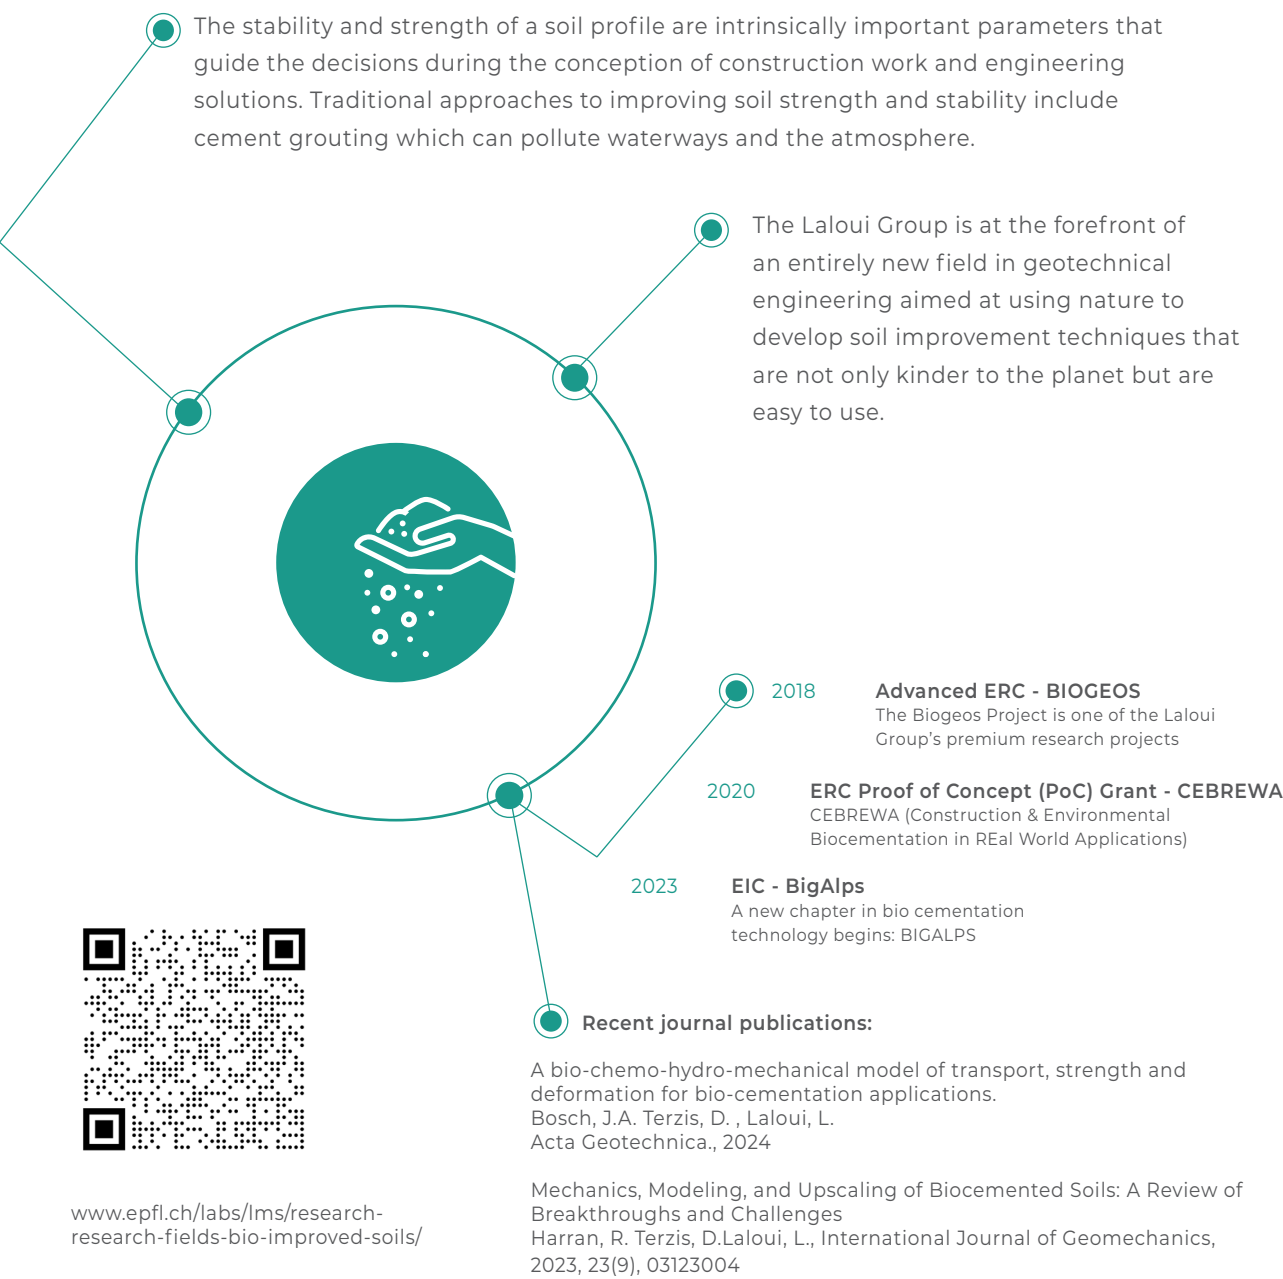 The stability and strength of a soil profile are intrinsically important parameters that
guide the decisions during the conception of construction work and engineering
solutions. Traditional approaches to improving soil strength and stability include
cement grouting which can pollute waterways and the atmosphere.
The Laloui Group is at the forefront of
an entirely new field in geotechnical
engineering aimed at using nature to
develop soil improvement techniques that
are not only kinder to the planet but are
easy to use.
2018 Advanced ERC - BIOGEOS
The Biogeos Project is one of the Laloui
Group’s premium research projects
2020 ERC Proof of Concept (PoC) Grant - CEBREWA
CEBREWA (Construction & Environmental
Biocementation in REal World Applications)
2023 EIC - BigAlps
A new chapter in bio cementation
technology begins: BIGALPS
Recent journal publications:
A bio-chemo-hydro-mechanical model of transport, strength and
deformation for bio-cementation applications.
Bosch, J.A. Terzis, D. , Laloui, L.
Acta Geotechnica., 2024
Mechanics, Modeling, and Upscaling of Biocemented Soils: A Review of
Breakthroughs and Challenges
Harran, R. Terzis, D.Laloui, L., International Journal of Geomechanics,
2023, 23(9), 03123004
www.epfl.ch/labs/lms/research-
research-fields-bio-improved-soils/